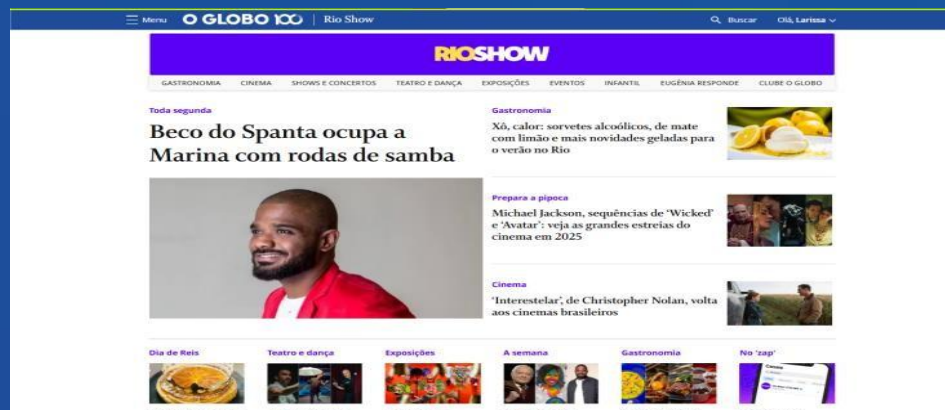 Menu O GLOBO 100 | Rio Show Buscar Olá, Larissa
RIOSHOW
GASTRONOMIA CINEMA SHOWS E CONCERTOS TEATRO E DANÇA EXPOSIÇÕES EVENTOS INFANTIL EUGÊNIA RESPONDE CLUBE O GLOBO
Toda segunda
Beco do Spanta ocupa a
Marina com rodas de samba
Gastronomia
Xô, calor: sorvetes alcoólicos, de mate
com limão e mais novidades geladas para
o verão no Rio
Prepara a pipoca
Michael Jackson, sequências de 'Wicked'
e 'Avatar': veja as grandes estreias do
cinema em 2025
Cinema
'Interestelar', de Christopher Nolan, volta
aos cinemas brasileiros
Dia de Reis Teatro e dança Exposições A semana Gastronomia No 'zap'